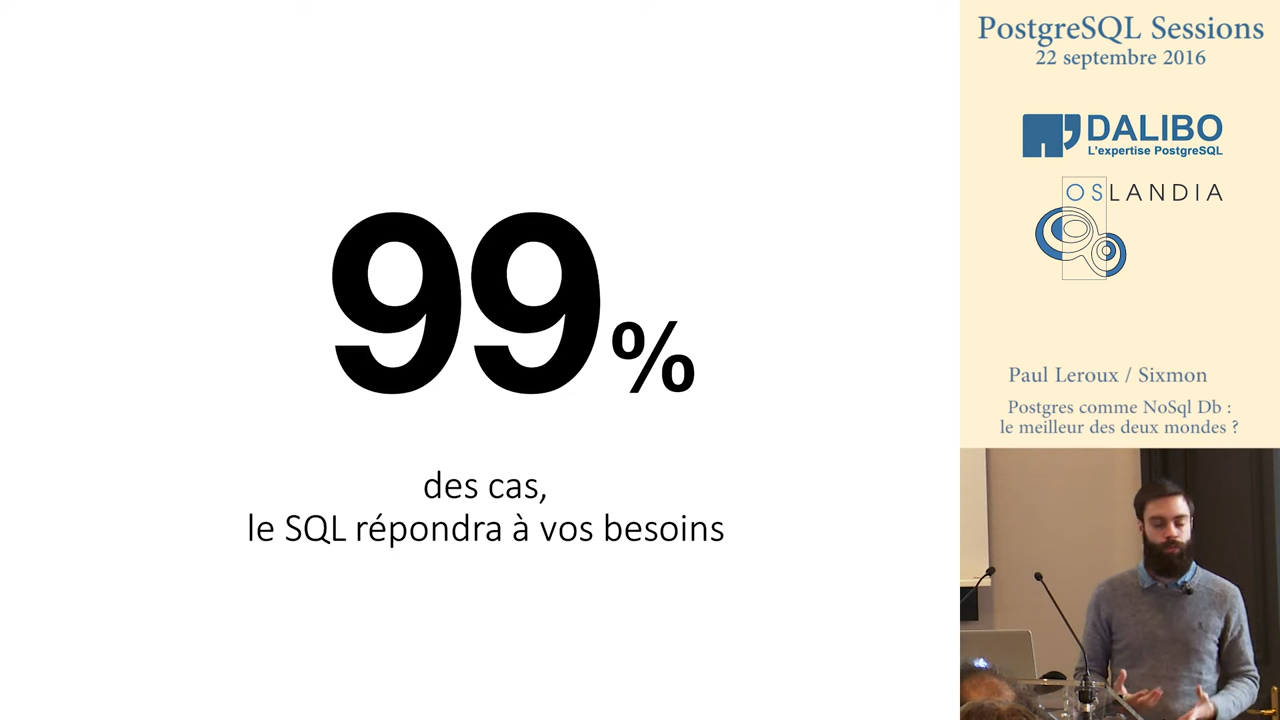 99%
des cas,
le SQL répondra à vos besoins
PostgreSQL Sessions
22 septembre 2016
DALIBO
L'expertise PostgreSQL
OSLANDIA
Paul Leroux / Sixmon
Postgres comme NoSql Db :
le meilleur des deux mondes ?